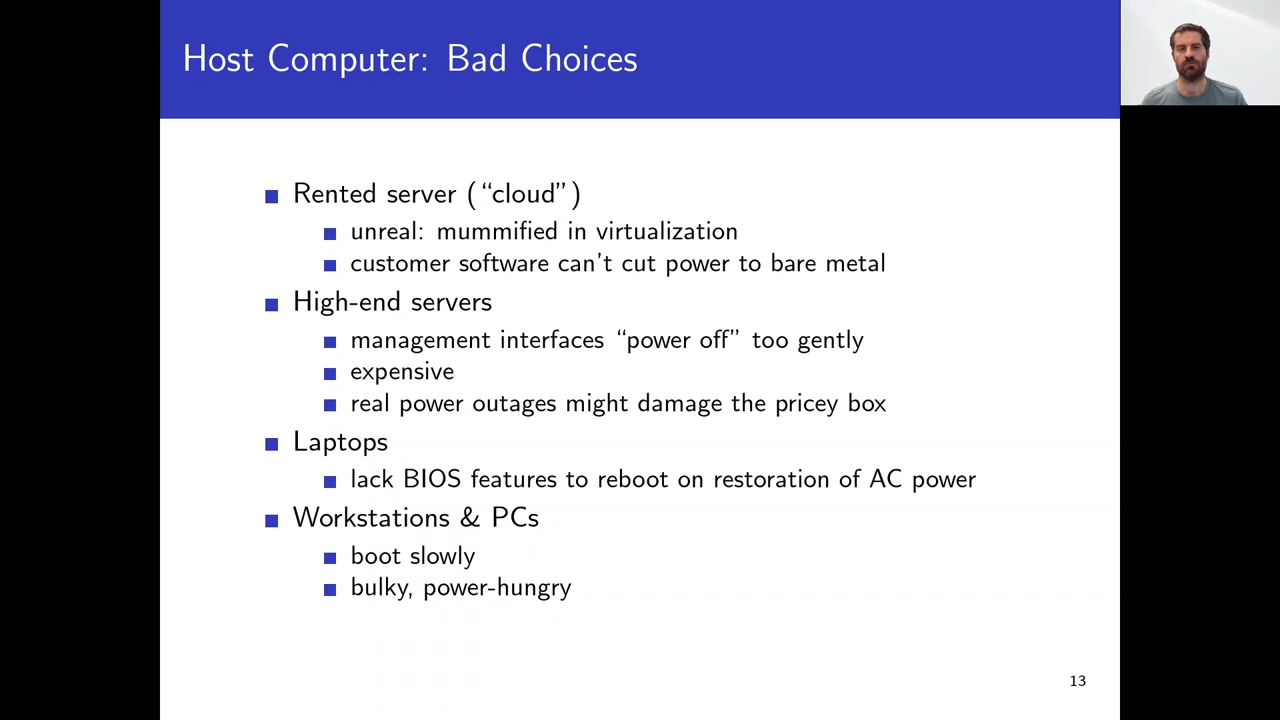 Host Computer: Bad Choices
Rented server (“cloud”)
unreal: mummified in virtualization
customer software can't cut power to bare metal
High-end servers
management interfaces “power off” too gently
expensive
real power outages might damage the pricey box
Laptops
lack BIOS features to reboot on restoration of AC power
Workstations & PCs
boot slowly
bulky, power-hungry
13